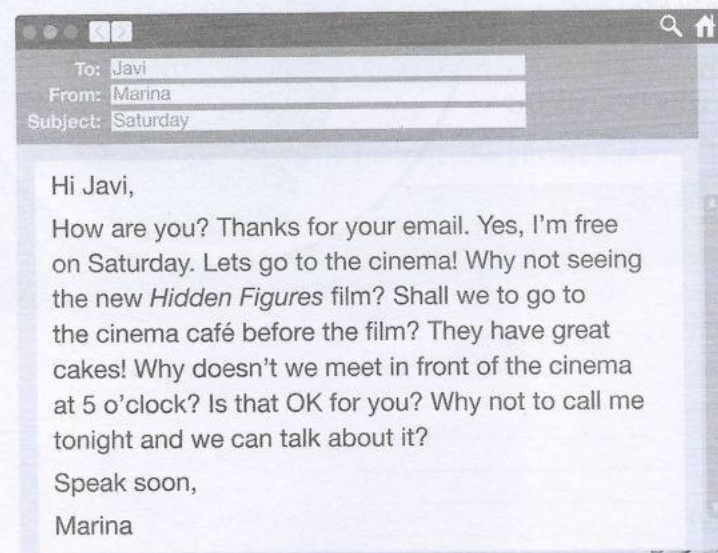 To: Javi
From: Marina
Subject: Saturday
Hi Javi,
How are you? Thanks for your email. Yes, I'm free
on Saturday. Lets go to the cinema! Why not seeing
the new Hidden Figures film? Shall we to go to
the cinema café before the film? They have great
cakes! Why doesn't we meet in front of the cinema
at 5 o'clock? Is that OK for you? Why not to call me
tonight and we can talk about it?
Speak soon,
Marina